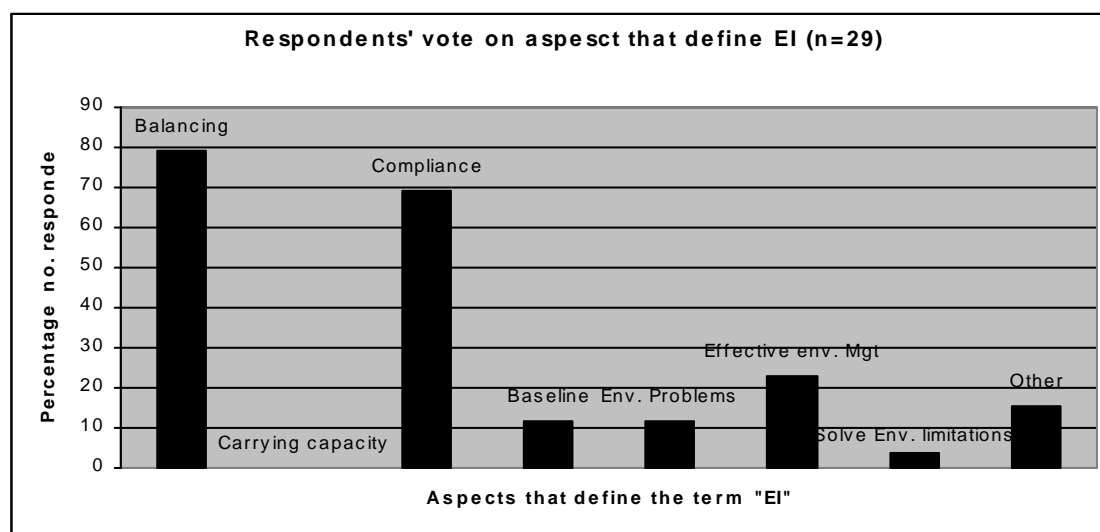 Respondents' vote on aspesct that define EI (n=29)
Percentage no. responde
90
80
70
60
50
40
30
20
10
0
Balancing
Carrying capacity
Compliance
Baseline
Env. Problems
Effective env. Mgt
Solve Env. limitations
Other
Aspects that define the term "EI"